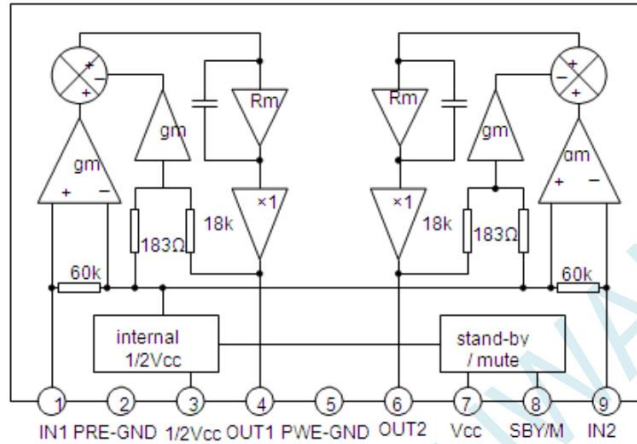 + + −
− + +
Rm
Rm
gm
gm
gm
am
+ −
− +
×1
×1
183Ω
18k
18k
183Ω
60k
60k
internal
1/2Vcc
stand-by
/ mute
1 2 3 4 5 6 7 8 9
IN1 PRE-GND 1/2Vcc OUT1 PWE-GND OUT2 Vcc SBY/M IN2